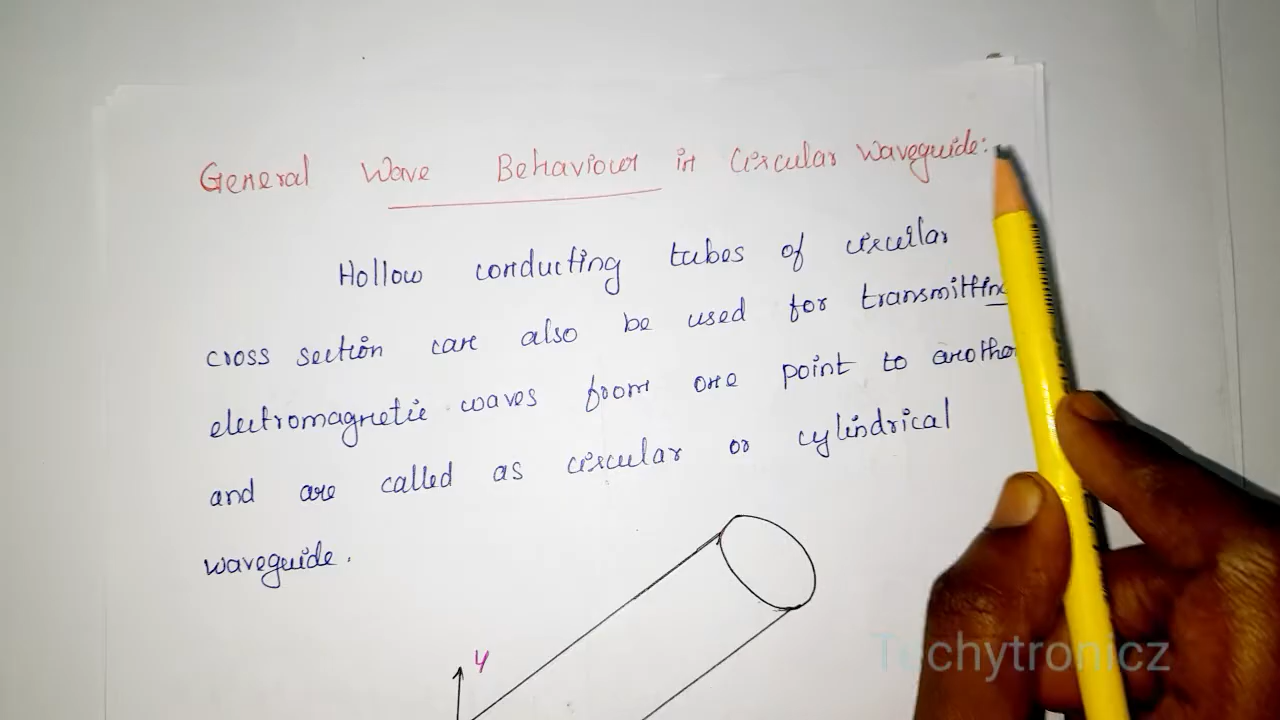 General Wave Behaviour in Circular Waveguide:
Hollow conducting tubes of circular
cross section can also be used for transmitting
electromagnetic waves from one point to another
and are called as circular or cylindrical
waveguide.
y
Techytronicz